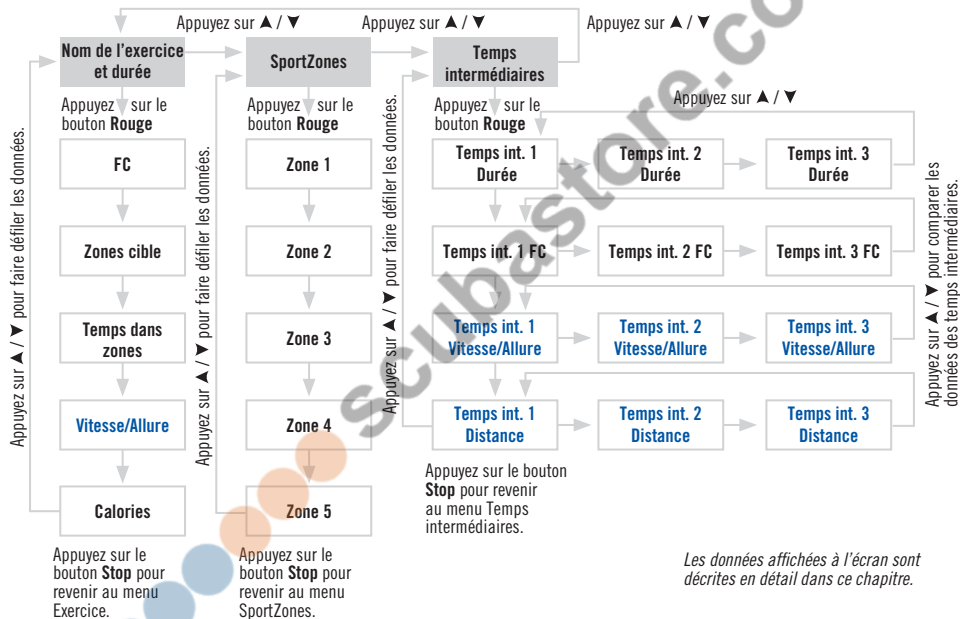 Appuyez sur ▲ / ▼
Appuyez sur ▲ / ▼
Appuyez sur ▲ / ▼
Nom de l'exercice
et durée
SportZones
Temps
intermédiaires
Appuyez sur le
bouton Rouge
Appuyez sur le
bouton Rouge
Appuyez sur le
bouton Rouge
Appuyez sur ▲ / ▼
FC
Zone 1
Temps int. 1
Durée
Temps int. 2
Durée
Temps int. 3
Durée
Zones cible
Zone 2
Temps int. 1 FC
Temps int. 2 FC
Temps int. 3 FC
Temps dans
zones
Zone 3
Temps int. 1
Vitesse/Allure
Temps int. 2
Vitesse/Allure
Temps int. 3
Vitesse/Allure
Vitesse/Allure
Zone 4
Temps int. 1
Distance
Temps int. 2
Distance
Temps int. 3
Distance
Calories
Zone 5
Appuyez sur ▲ / ▼ pour faire défiler les données.
Appuyez sur ▲ / ▼ pour faire défiler les données.
Appuyez sur ▲ / ▼ pour faire défiler les données.
Appuyez sur ▲ / ▼ pour comparer les
données des temps intermédiaires.
Appuyez sur le
bouton Stop pour
revenir au menu
Exercice.
Appuyez sur le
bouton Stop pour
revenir au menu
SportZones.
Appuyez sur le bouton
Stop pour revenir
au menu Temps
intermédiaires.
Les données affichées à l'écran sont
décrites en détail dans ce chapitre.
scubastore.co